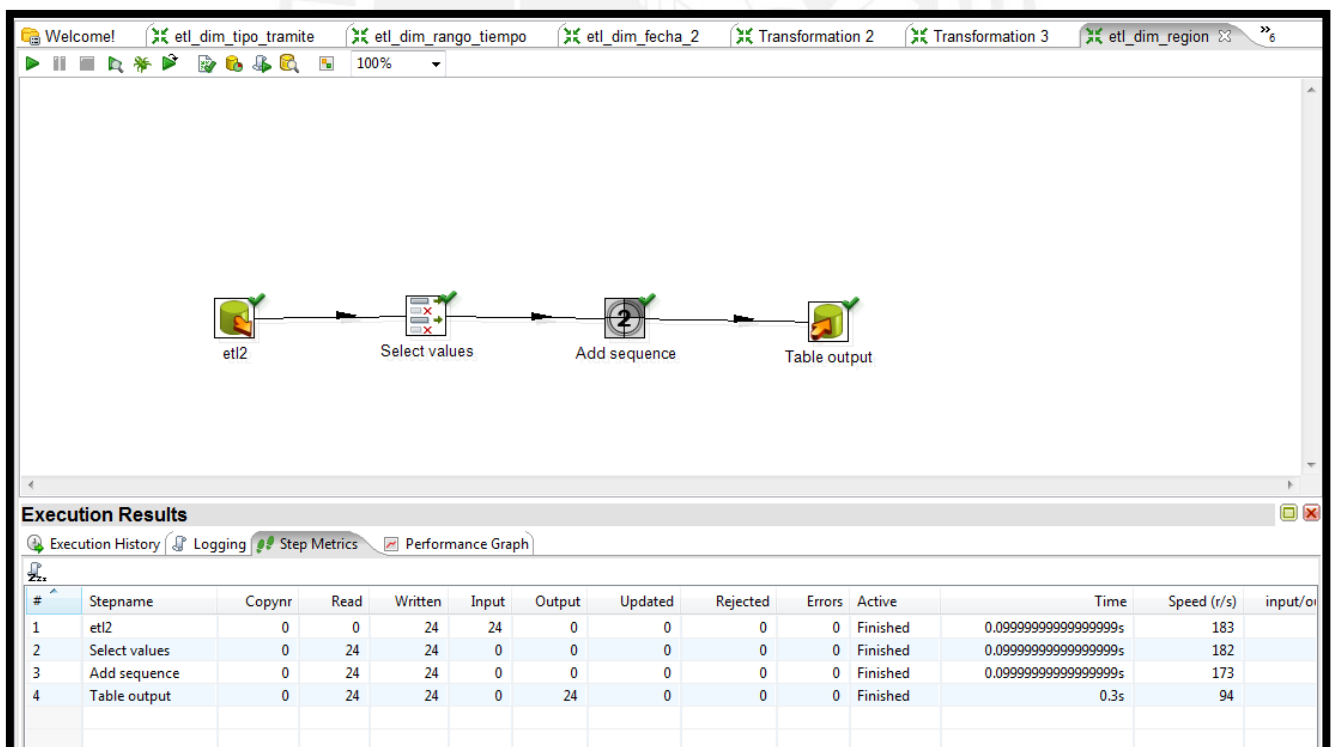 Welcome! etl_dim_tipo_tramite etl_dim_rango_tiempo etl_dim_fecha_2 Transformation 2 Transformation 3 etl_dim_region »6
100%
2
etl2 Select values Add sequence Table output
Execution Results
Execution History Logging Step Metrics Performance Graph
# Stepname Copynr Read Written Input Output Updated Rejected Errors Active Time Speed (r/s) input/ou
1 etl2 0 0 24 24 0 0 0 0 Finished 0.09999999999999999s 183
2 Select values 0 24 24 0 0 0 0 0 Finished 0.09999999999999999s 182
3 Add sequence 0 24 24 0 0 0 0 0 Finished 0.09999999999999999s 173
4 Table output 0 24 24 0 24 0 0 0 Finished 0.3s 94